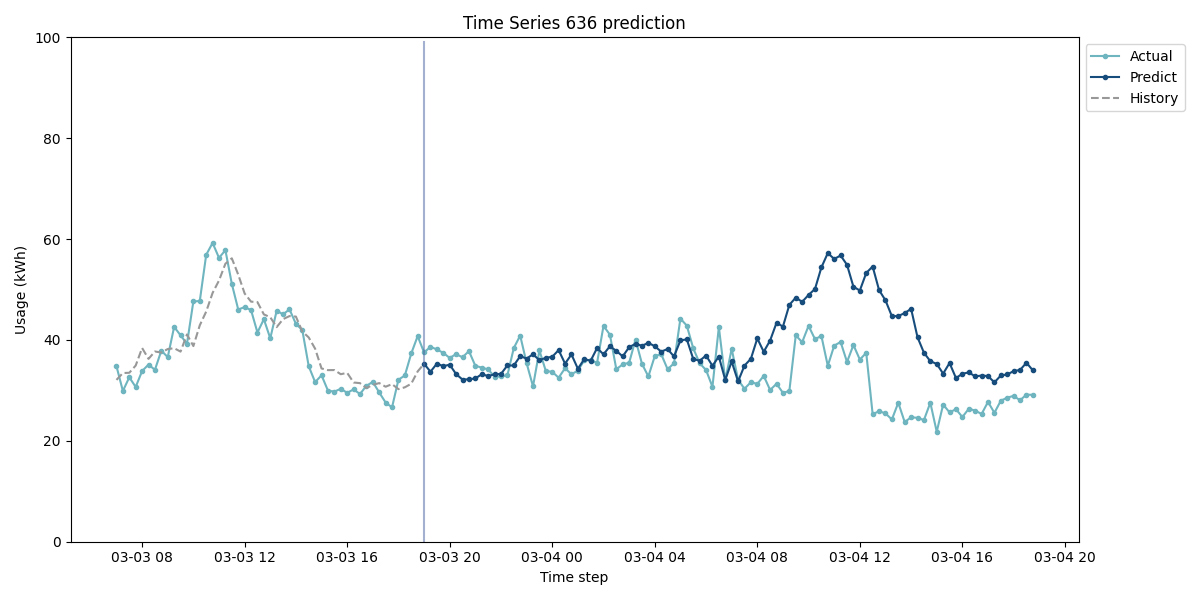 Time Series 636 prediction
100
80
60
40
20
0
Usage (kWh)
03-03 08
03-03 12
03-03 16
03-03 20
03-04 00
03-04 04
03-04 08
03-04 12
03-04 16
03-04 20
Time step
Actual
Predict
History